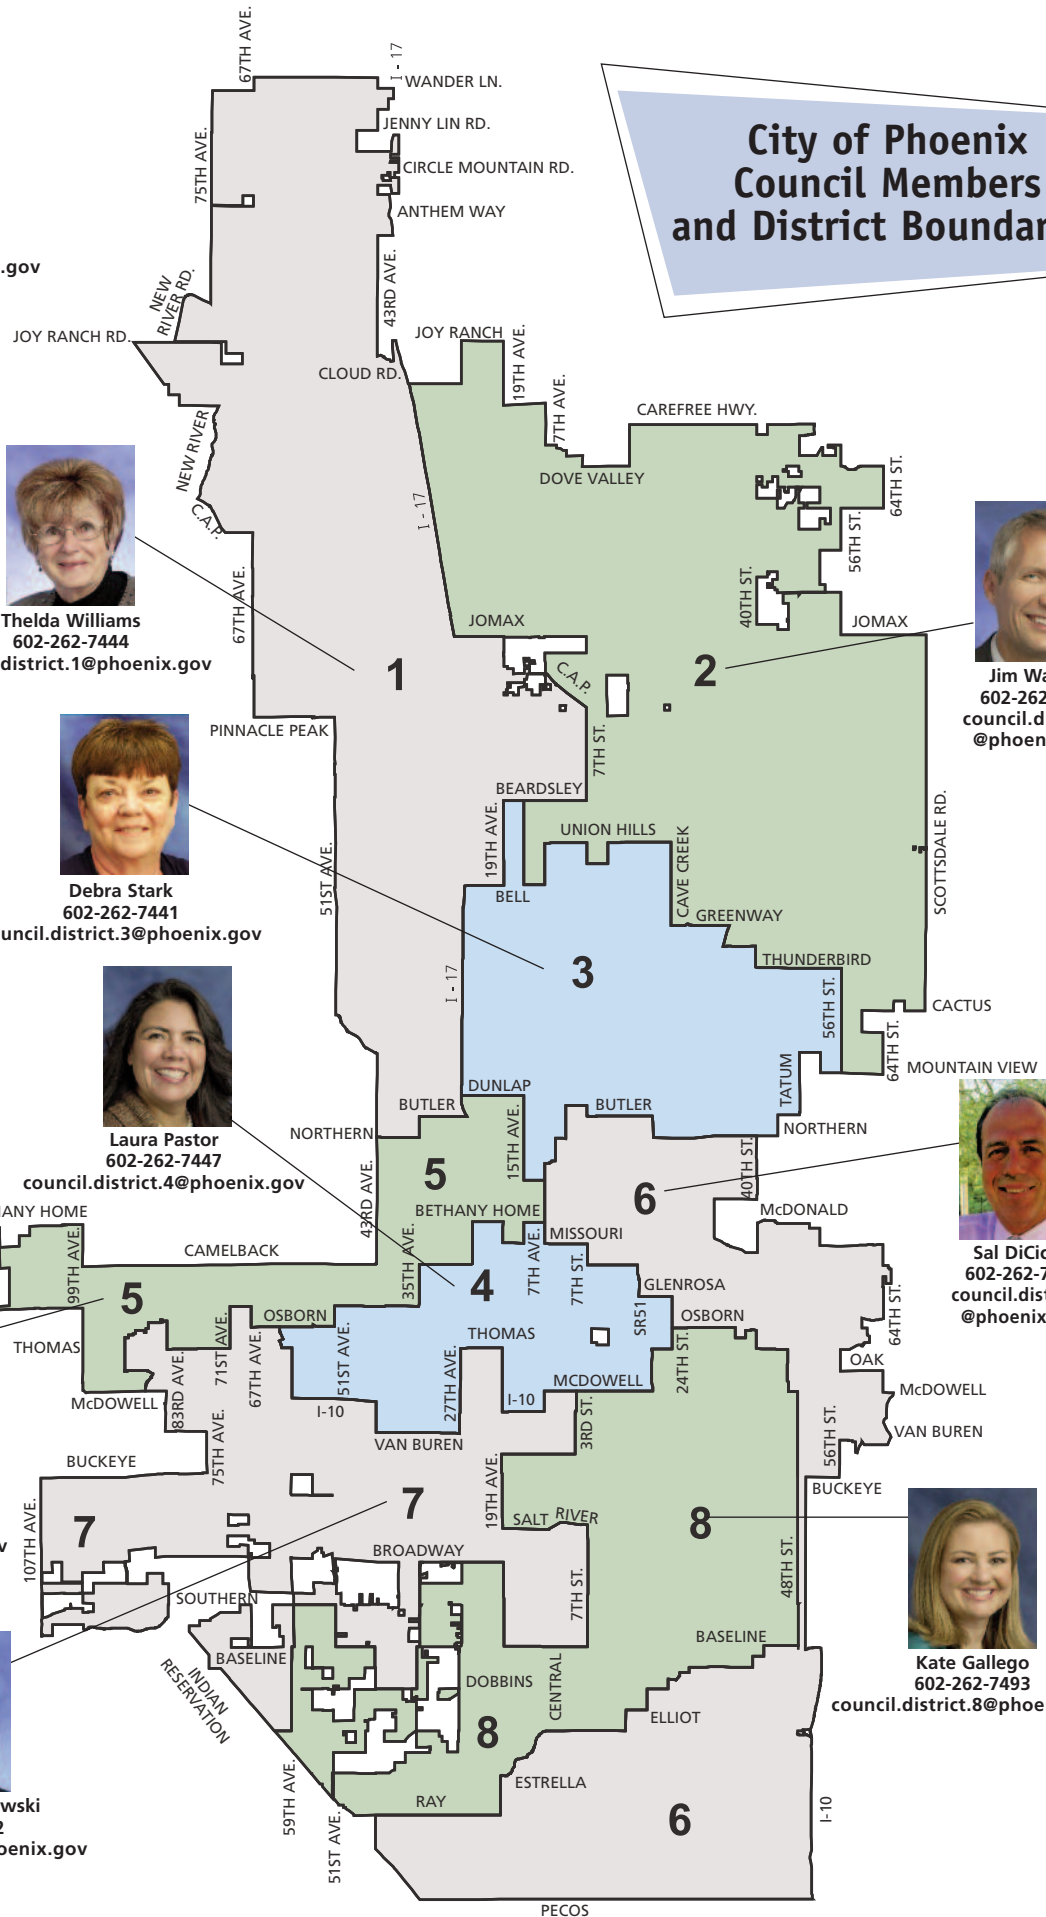 City of Phoenix
Council Members
and District Boundar
67TH AVE.
I - 17
WANDER LN.
75TH AVE.
JENNY LIN RD.
CIRCLE MOUNTAIN RD.
ANTHEM WAY
.gov
43RD AVE.
NEW
RIVER RD.
JOY RANCH RD.
JOY RANCH
CLOUD RD.
19TH AVE.
7TH AVE.
CAREFREE HWY.
DOVE VALLEY
NEW RIVER
C.A.P.
I - 17
64TH ST.
56TH ST.
40TH ST.
67TH AVE.
Thelda Williams
602-262-7444
district.1@phoenix.gov
JOMAX
JOMAX
1
2
C.A.P.
Jim Wa
602-262
council.d
@phoen
PINNACLE PEAK
7TH ST.
BEARDSLEY
19TH AVE.
UNION HILLS
CAVE CREEK
SCOTTSDALE RD.
51ST AVE.
BELL
GREENWAY
Debra Stark
602-262-7441
uncil.district.3@phoenix.gov
THUNDERBIRD
3
I - 17
56TH ST.
CACTUS
64TH ST.
MOUNTAIN VIEW
TATUM
DUNLAP
BUTLER
BUTLER
NORTHERN
NORTHERN
15TH AVE.
Laura Pastor
602-262-7447
council.district.4@phoenix.gov
43RD AVE.
5
6
40TH ST.
McDONALD
ANY HOME
BETHANY HOME
MISSOURI
99TH AVE.
CAMELBACK
35TH AVE.
7TH AVE.
7TH ST.
Sal DiCic
602-262-7
council.dist
@phoenix
5
4
GLENROSA
OSBORN
SR51
OSBORN
64TH ST.
THOMAS
THOMAS
71ST AVE.
67TH AVE.
51ST AVE.
24TH ST.
OAK
83RD AVE.
27TH AVE.
MCDOWELL
McDOWELL
McDOWELL
I-10
I-10
75TH AVE.
VAN BUREN
3RD ST.
56TH ST.
VAN BUREN
BUCKEYE
BUCKEYE
107TH AVE.
7
7
19TH AVE.
SALT RIVER
8
v
BROADWAY
7TH ST.
48TH ST.
SOUTHERN
BASELINE
BASELINE
Kate Gallego
602-262-7493
council.district.8@phoe
INDIAN
RESERVATION
DOBBINS
CENTRAL
ELLIOT
8
59TH AVE.
51ST AVE.
ESTRELLA
RAY
wski
2
oenix.gov
6
I-10
PECOS